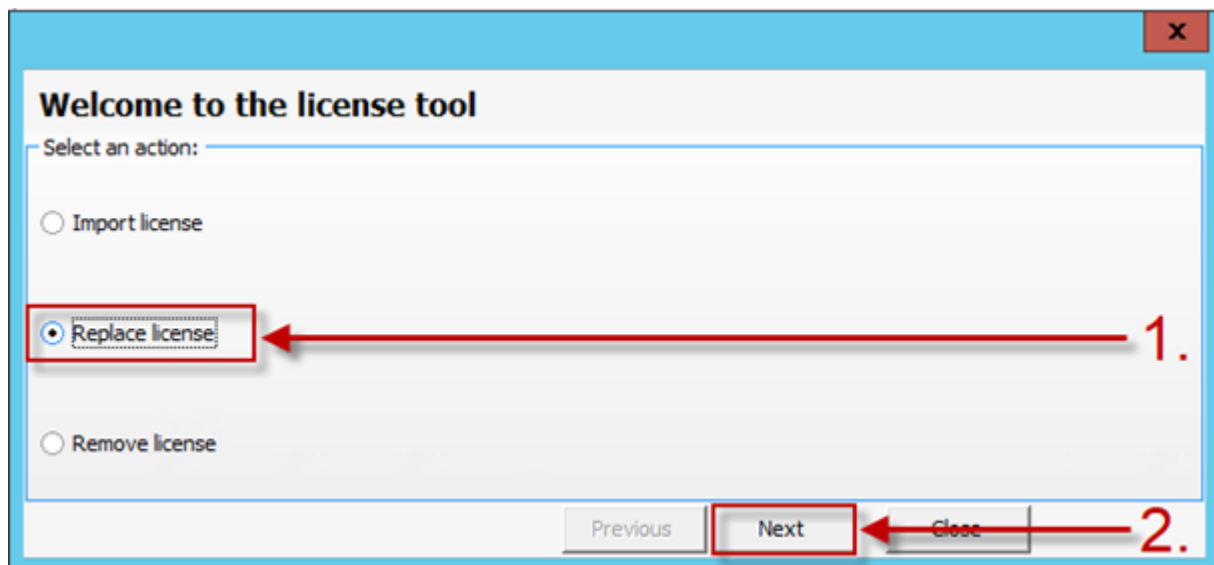 x
Welcome to the license tool
Select an action:
Import license
Replace license
1.
Remove license
Previous Next Close 2.